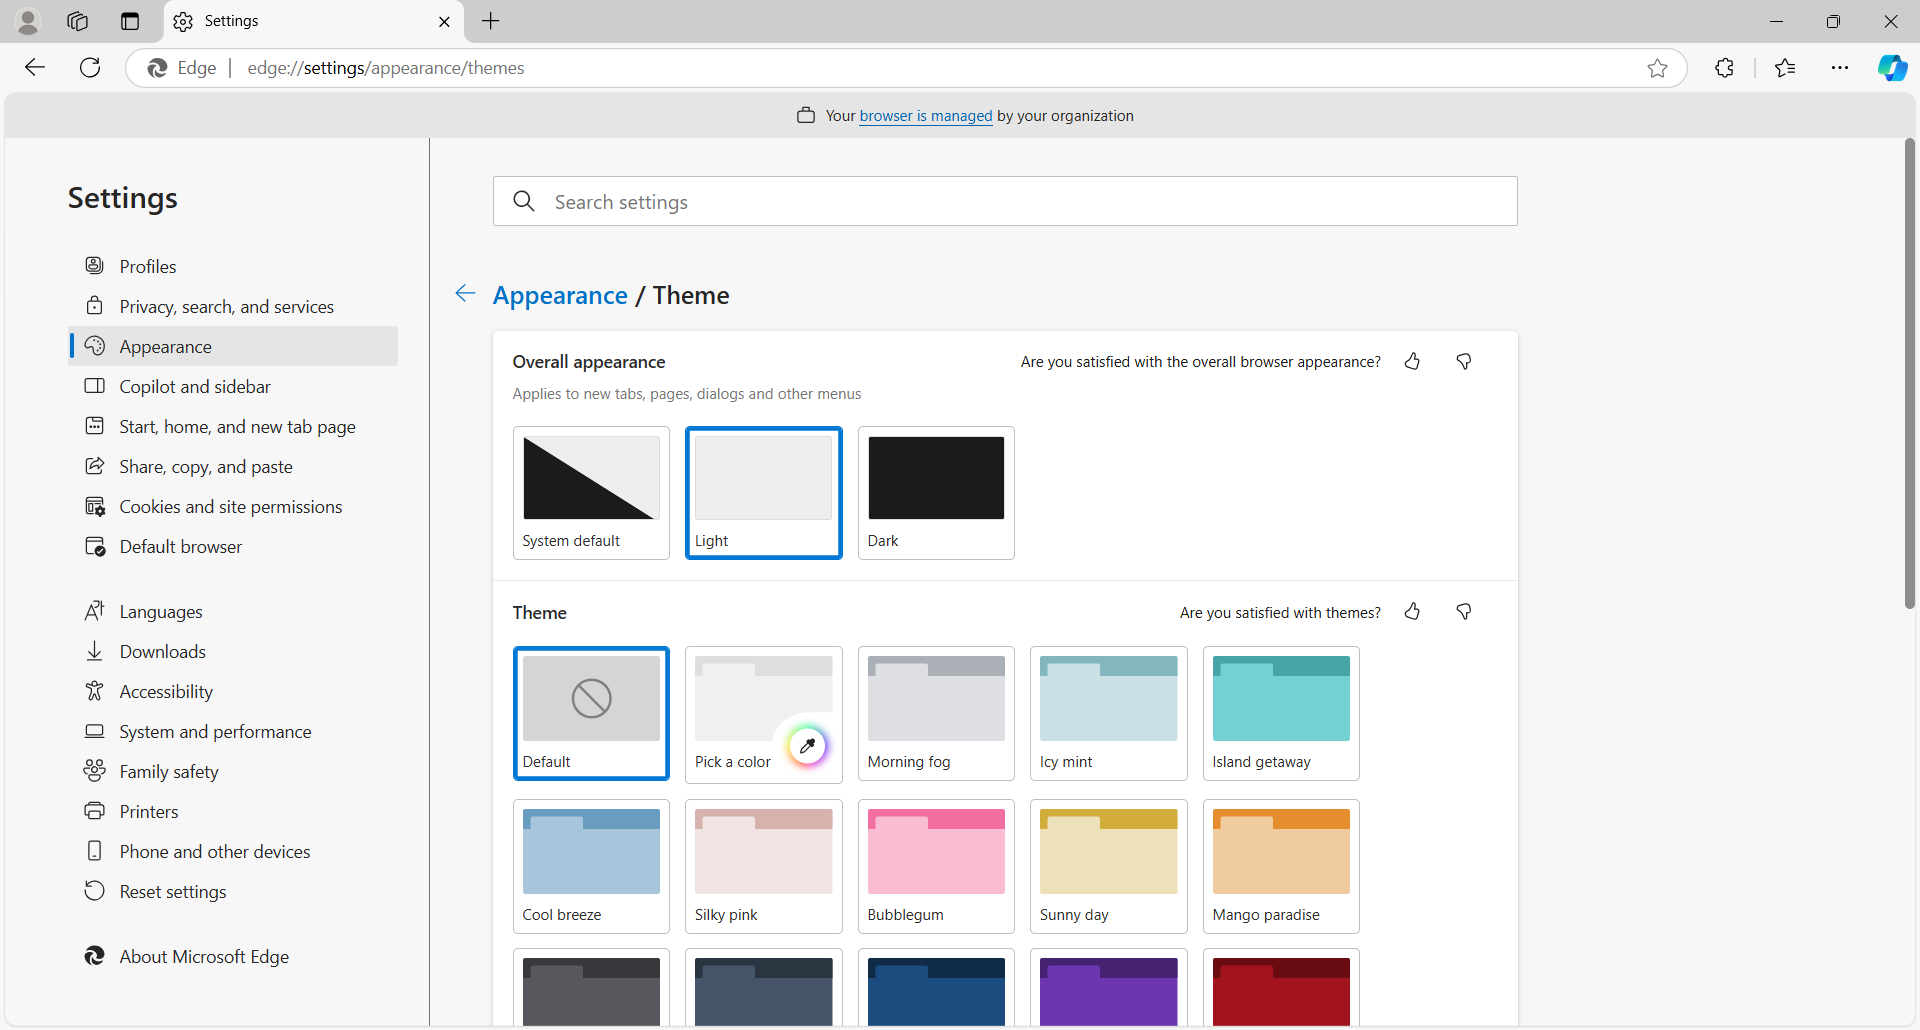 Settings
Edge
edge://settings/appearance/themes
Your browser is managed by your organization
Settings
Search settings
Profiles
Privacy, search, and services
Appearance
Copilot and sidebar
Start, home, and new tab page
Share, copy, and paste
Cookies and site permissions
Default browser
Languages
Downloads
Accessibility
System and performance
Family safety
Printers
Phone and other devices
Reset settings
About Microsoft Edge
Appearance / Theme
Overall appearance
Are you satisfied with the overall browser appearance?
Applies to new tabs, pages, dialogs and other menus
System default
Light
Dark
Theme
Are you satisfied with themes?
Default
Pick a color
Morning fog
Icy mint
Island getaway
Cool breeze
Silky pink
Bubblegum
Sunny day
Mango paradise